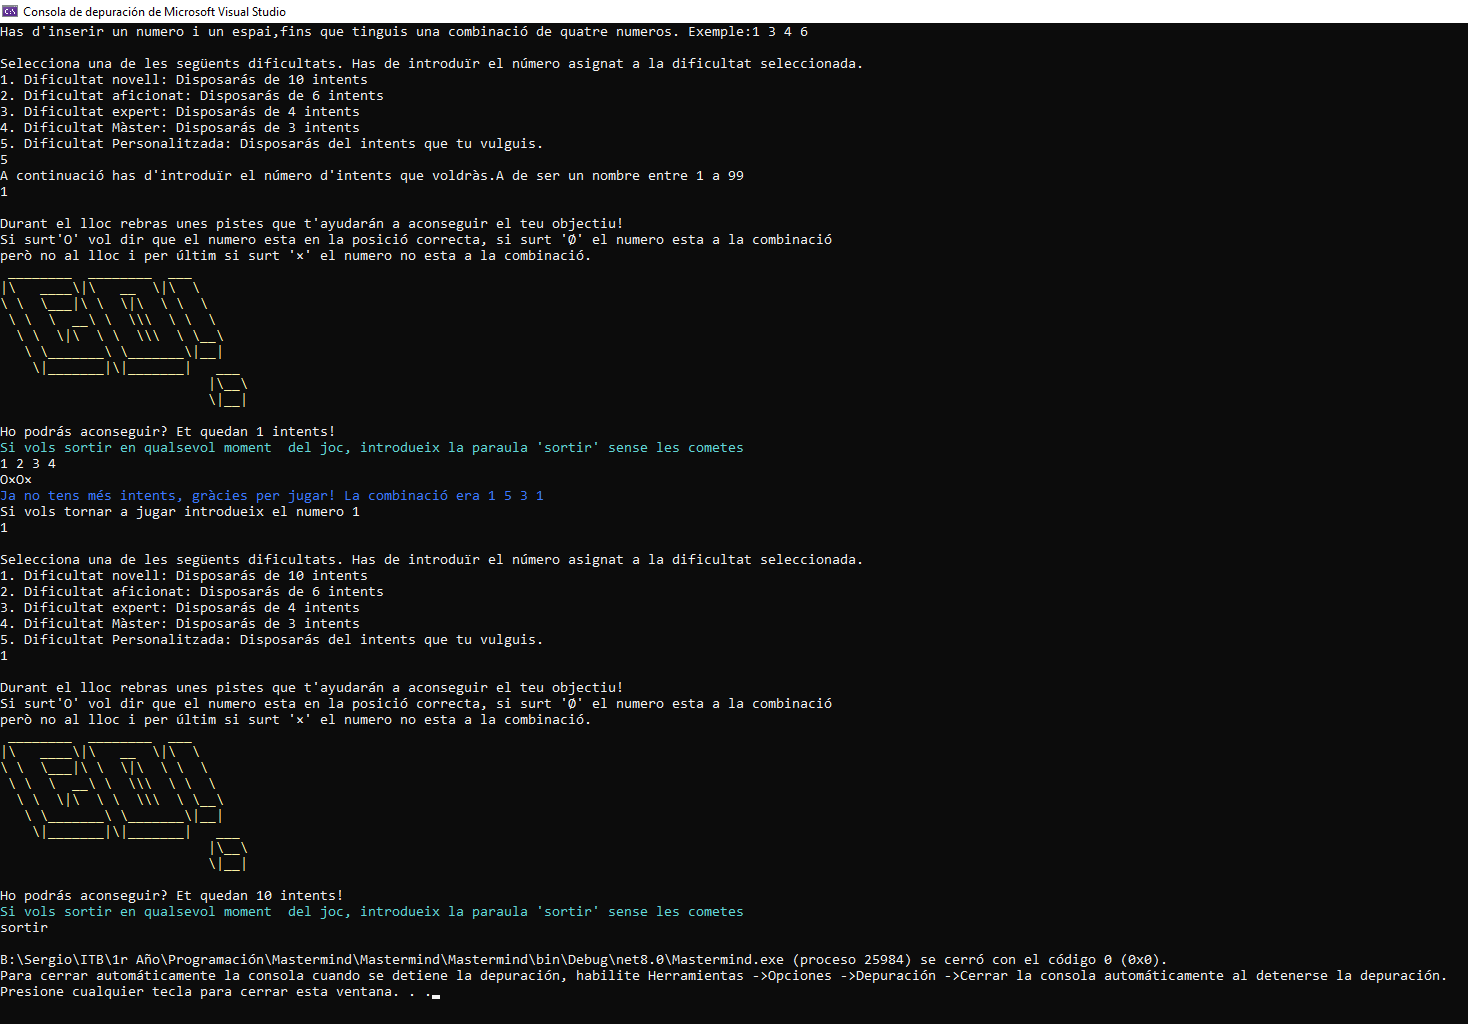 Consola de depuración de Microsoft Visual Studio
Has d'inserir un numero i un espai,fins que tinguis una combinació de quatre numeros. Exemple:1 3 4 6
Selecciona una de les següents dificultats. Has de introduïr el número asignat a la dificultat seleccionada.
1. Dificultat novell: Disposarás de 10 intents
2. Dificultat aficionat: Disposarás de 6 intents
3. Dificultat expert: Disposarás de 4 intents
4. Dificultat Màster: Disposarás de 3 intents
5. Dificultat Personalitzada: Disposarás del intents que tu vulguis.
5
A continuació has d'introduïr el número d'intents que voldràs.A de ser un nombre entre 1 a 99
1
Durant el lloc rebras unes pistes que t'ayudarán a aconseguir el teu objectiu!
Si surt'O' vol dir que el numero esta en la posició correcta, si surt 'Ø' el numero esta a la combinació
però no al lloc i per últim si surt '×' el numero no esta a la combinació.
GO!
Ho podrás aconseguir? Et quedan 1 intents!
Si vols sortir en qualsevol moment  del joc, introdueix la paraula 'sortir' sense les cometes
1 2 3 4
O×O×
Ja no tens més intents, gràcies per jugar! La combinació era 1 5 3 1
Si vols tornar a jugar introdueix el numero 1
1
Selecciona una de les següents dificultats. Has de introduïr el número asignat a la dificultat seleccionada.
1. Dificultat novell: Disposarás de 10 intents
2. Dificultat aficionat: Disposarás de 6 intents
3. Dificultat expert: Disposarás de 4 intents
4. Dificultat Màster: Disposarás de 3 intents
5. Dificultat Personalitzada: Disposarás del intents que tu vulguis.
1
Durant el lloc rebras unes pistes que t'ayudarán a aconseguir el teu objectiu!
Si surt'O' vol dir que el numero esta en la posició correcta, si surt 'Ø' el numero esta a la combinació
però no al lloc i per últim si surt '×' el numero no esta a la combinació.
GO!
Ho podrás aconseguir? Et quedan 10 intents!
Si vols sortir en qualsevol moment  del joc, introdueix la paraula 'sortir' sense les cometes
sortir
B:\Sergio\ITB\1r Año\Programación\Mastermind\Mastermind\Mastermind\bin\Debug\net8.0\Mastermind.exe (proceso 25984) se cerró con el código 0 (0x0).
Para cerrar automáticamente la consola cuando se detiene la depuración, habilite Herramientas ->Opciones ->Depuración ->Cerrar la consola automáticamente al detenerse la depuración.
Presione cualquier tecla para cerrar esta ventana. . .